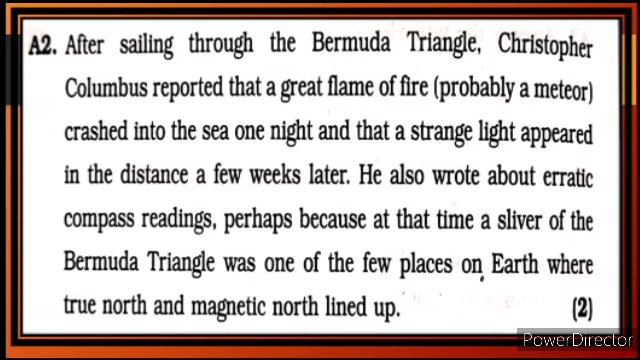 A2. After sailing through the Bermuda Triangle, Christopher
Columbus reported that a great flame of fire (probably a meteor)
crashed into the sea one night and that a strange light appeared
in the distance a few weeks later. He also wrote about erratic
compass readings, perhaps because at that time a sliver of the
Bermuda Triangle was one of the few places on Earth where
true north and magnetic north lined up. (2)
PowerDirector